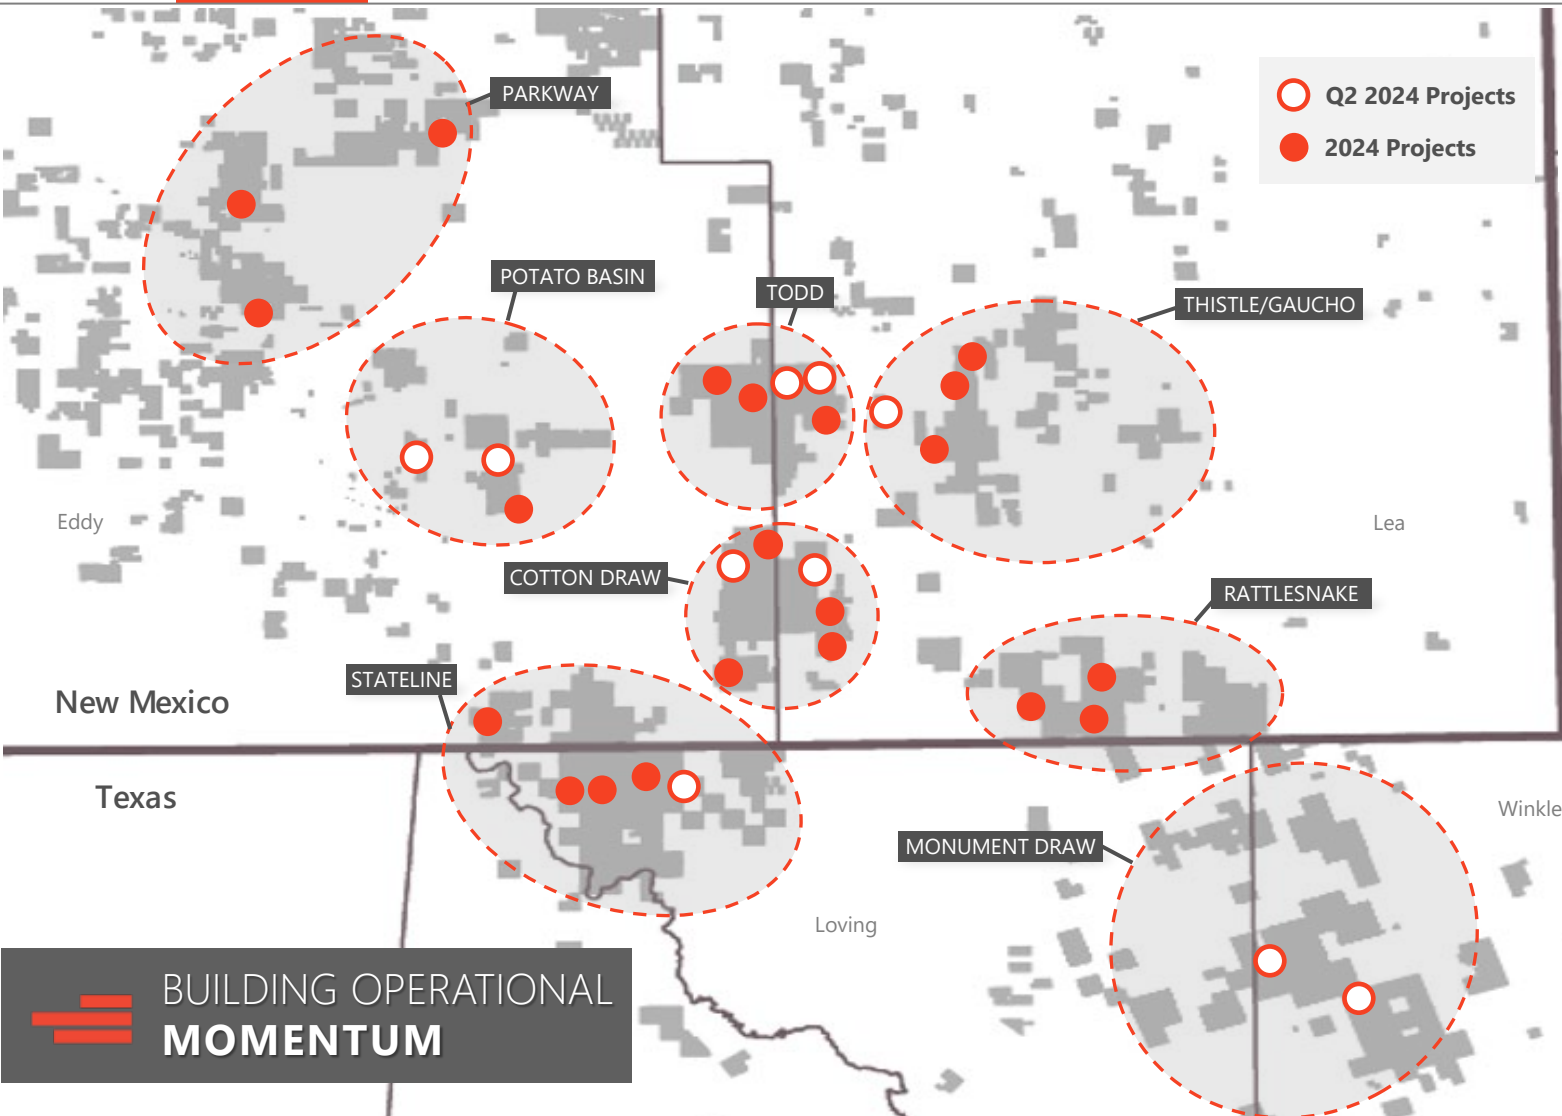 PARKWAY
Q2 2024 Projects
2024 Projects
POTATO BASIN
TODD
THISTLE/GAUCHO
Eddy
Lea
COTTON DRAW
RATTLESNAKE
STATELINE
New Mexico
Texas
Winkle
MONUMENT DRAW
Loving
BUILDING OPERATIONAL
MOMENTUM